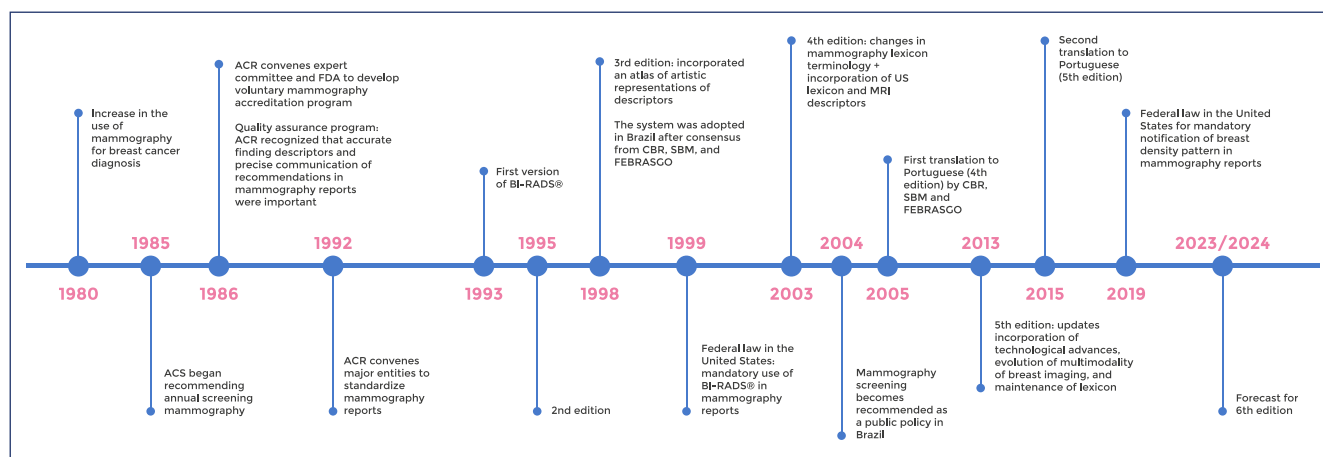 Increase in the
use of
mammography
for breast cancer
diagnosis
1980
1985
ACS began
recommending
annual screening
mammography
ACR convenes expert
committee and FDA to develop
voluntary mammography
accreditation program
Quality assurance program:
ACR recognized that accurate
finding descriptors and
precise communication of
recommendations in
mammography reports
were important
1986
1992
ACR convenes
major entities to
standardize
mammography
reports
First version
of BI-RADS®
1993
1995
2nd edition
3rd edition: incorporated
an atlas of artistic
representations of
descriptors
The system was adopted
in Brazil after consensus
from CBR, SBM, and
FEBRASGO
1998
1999
Federal law in the
United States:
mandatory use of
BI-RADS® in
mammography
reports
4th edition: changes in
mammography lexicon
terminology +
incorporation of US
lexicon and MRI
descriptors
2003
2004
Mammography
screening
becomes
recommended as
a public policy in
Brazil
First translation to
Portuguese (4th
edition) by CBR,
SBM and
FEBRASGO
2005
2013
5th edition: updates
incorporation of
technological advances,
evolution of multimodality
of breast imaging, and
maintenance of lexicon
Second
translation to
Portuguese
(5th edition)
2015
Federal law in the United
States for mandatory
notification of breast
density pattern in
mammography reports
2019
2023/2024
Forecast for
6th edition